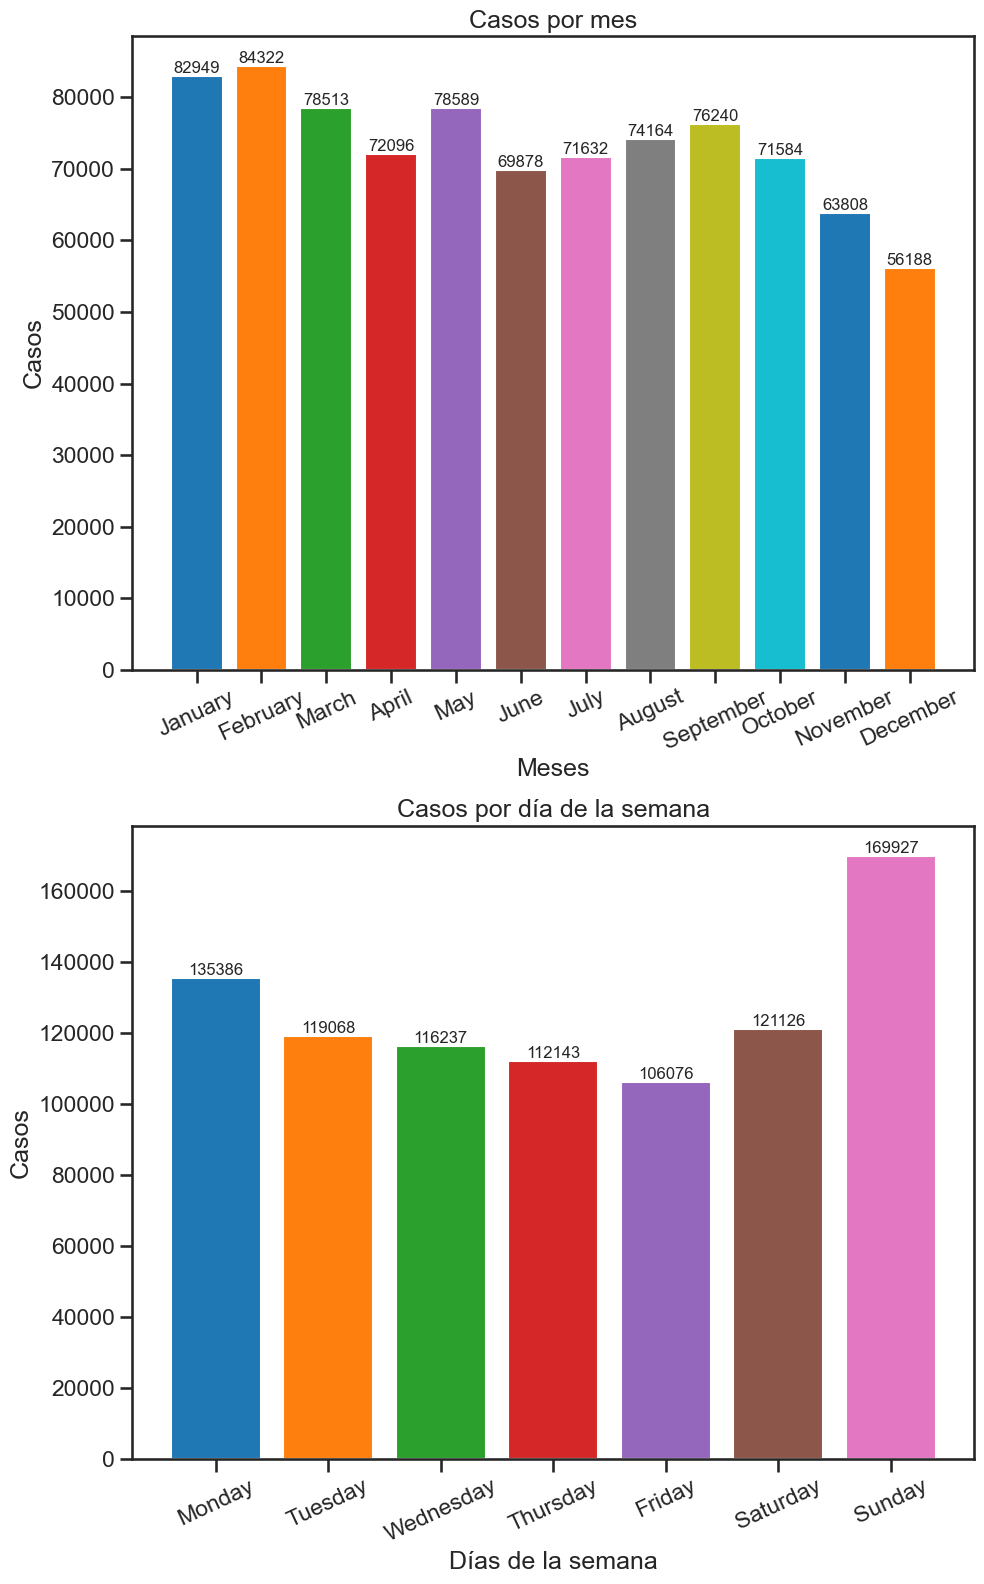 Casos por mes
82949
84322
78513
72096
78589
69878
71632
74164
76240
71584
63808
56188
80000
70000
60000
50000
40000
30000
20000
10000
0
Casos
January
February
March
April
May
June
July
August
September
October
November
December
Meses
Casos por día de la semana
135386
119068
116237
112143
106076
121126
169927
160000
140000
120000
100000
80000
60000
40000
20000
0
Casos
Monday
Tuesday
Wednesday
Thursday
Friday
Saturday
Sunday
Días de la semana